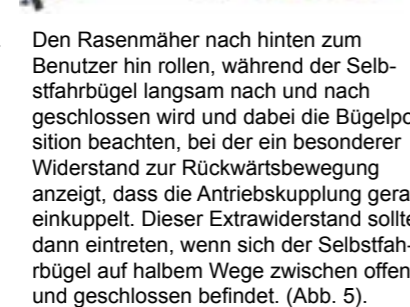 Den Rasenmäher nach hinten zum
Benutzer hin rollen, während der Selb-
stfahrbügel langsam nach und nach
geschlossen wird und dabei die Bügelpo
sition beachten, bei der ein besonderer
Widerstand zur Rückwärtsbewegung
anzeigt, dass die Antriebskupplung gera
einkuppelt. Dieser Extrawiderstand sollte
dann eintreten, wenn sich der Selbstfah-
rbügel auf halbem Wege zwischen offen
und geschlossen befindet. (Abb. 5).